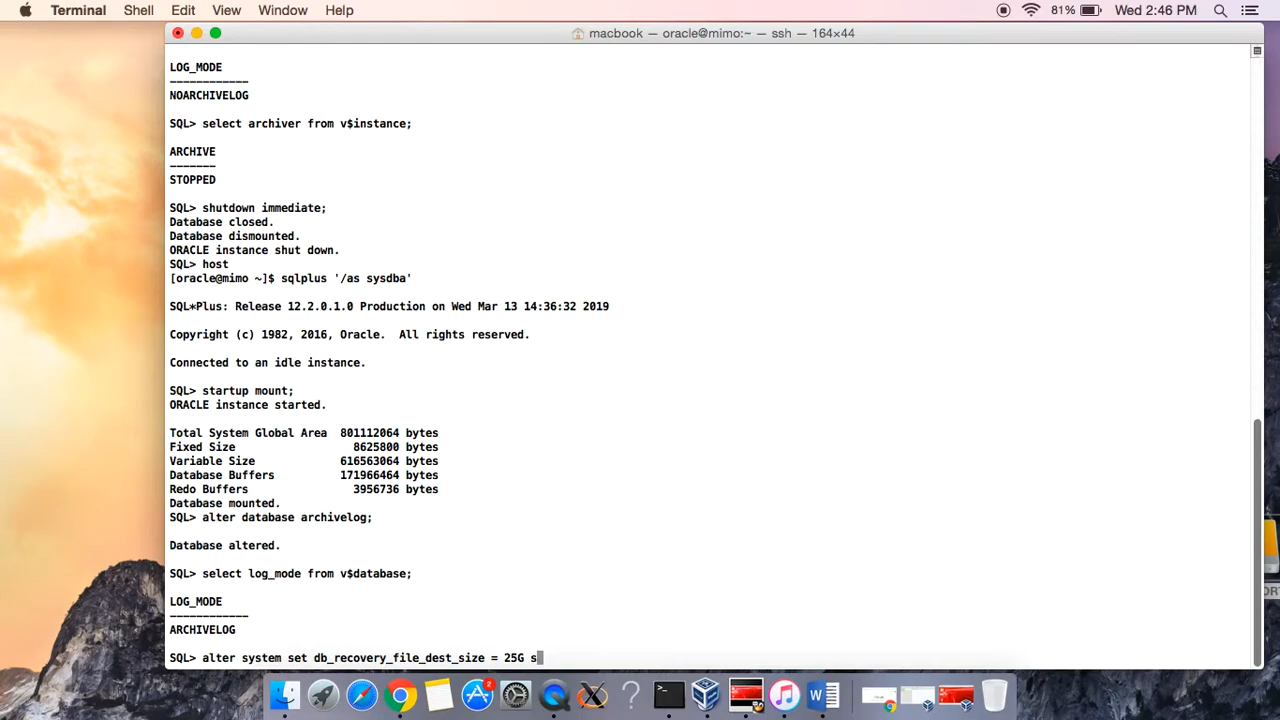 Terminal Shell Edit View Window Help 81% Wed 2:46 PM
macbook — oracle@mimo:~ — ssh — 164×44
LOG_MODE
------------
NOARCHIVELOG
SQL> select archiver from v$instance;
ARCHIVE
-------
STOPPED
SQL> shutdown immediate;
Database closed.
Database dismounted.
ORACLE instance shut down.
SQL> host
[oracle@mimo ~]$ sqlplus '/as sysdba'
SQL*Plus: Release 12.2.0.1.0 Production on Wed Mar 13 14:36:32 2019
Copyright (c) 1982, 2016, Oracle.  All rights reserved.
Connected to an idle instance.
SQL> startup mount;
ORACLE instance started.
Total System Global Area  801112064 bytes
Fixed Size                  8625800 bytes
Variable Size             616563064 bytes
Database Buffers          171966464 bytes
Redo Buffers                3956736 bytes
Database mounted.
SQL> alter database archivelog;
Database altered.
SQL> select log_mode from v$database;
LOG_MODE
------------
ARCHIVELOG
SQL> alter system set db_recovery_file_dest_size = 25G s
2